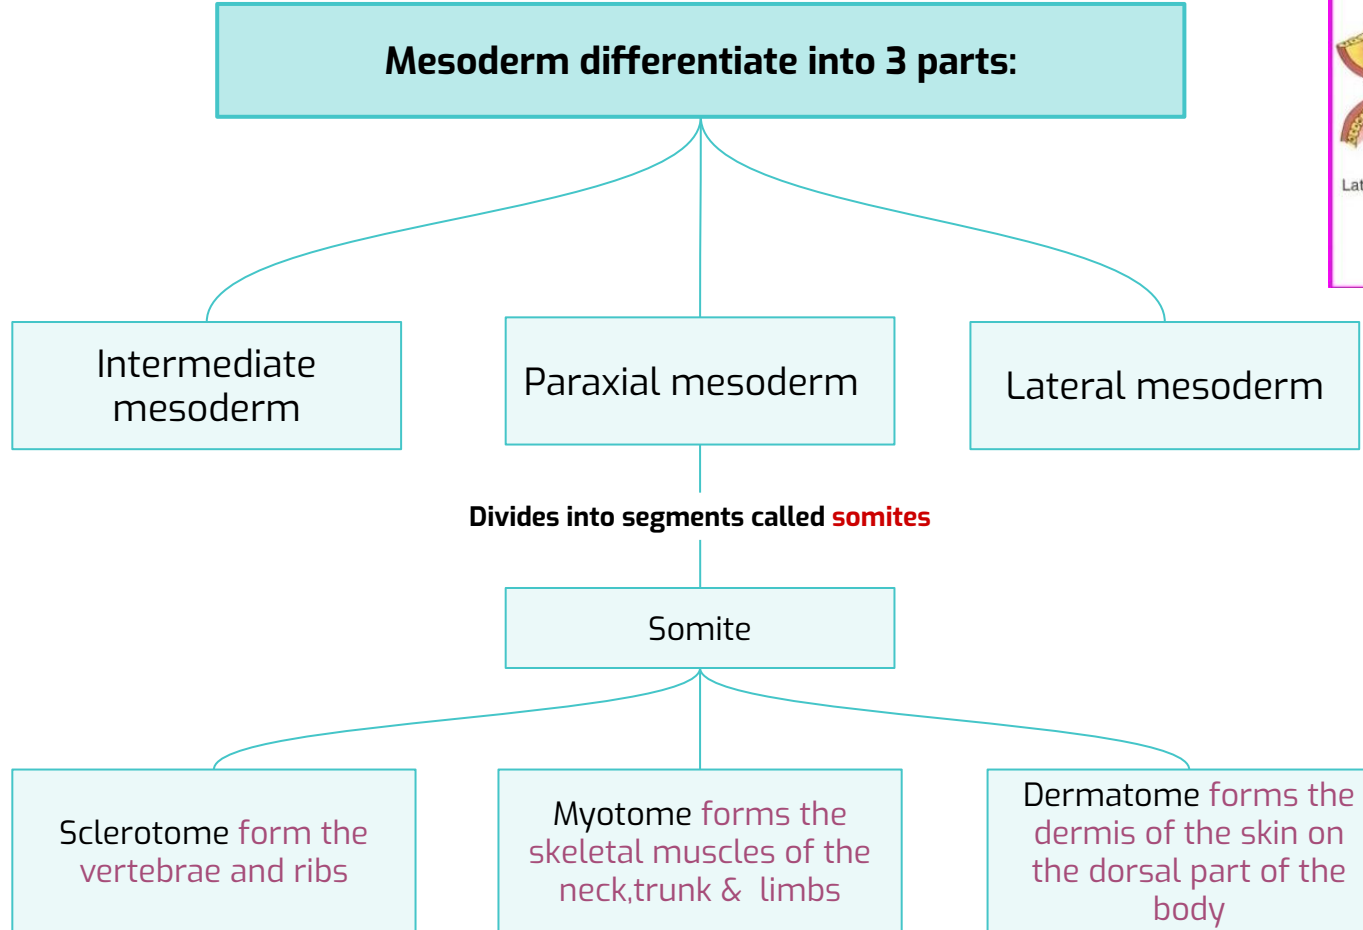 Mesoderm differentiate into 3 parts:
Intermediate
mesoderm
Paraxial mesoderm
Lateral mesoderm
Divides into segments called somites
Somite
Sclerotome form the
vertebrae and ribs
Myotome forms the
skeletal muscles of the
neck,trunk &  limbs
Dermatome forms the
dermis of the skin on
the dorsal part of the
body